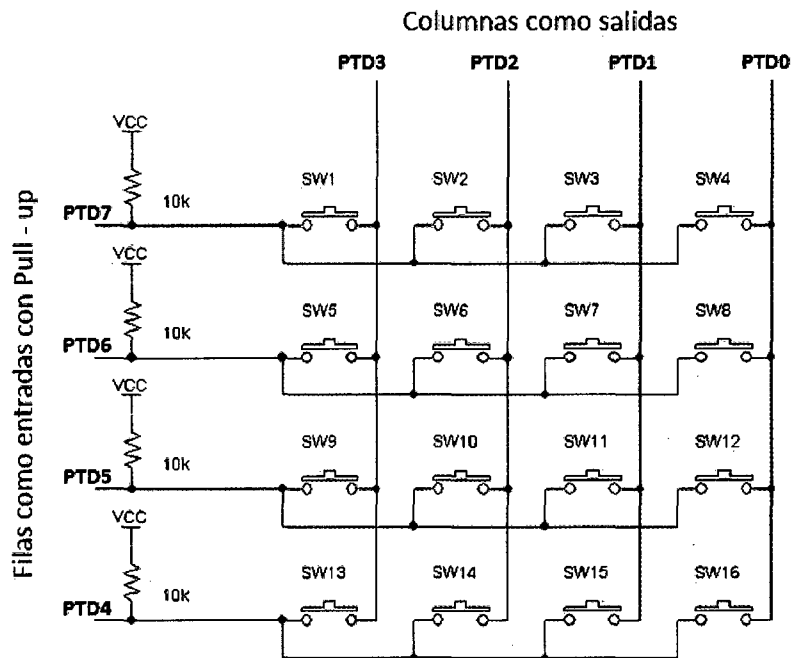 Columnas como salidas
PTD3 PTD2 PTD1 PTD0
Filas como entradas con Pull - up
VCC
10k
PTD7
SW1 SW2 SW3 SW4
VCC
10k
PTD6
SW5 SW6 SW7 SW8
VCC
10k
PTD5
SW9 SW10 SW11 SW12
VCC
10k
PTD4
SW13 SW14 SW15 SW16